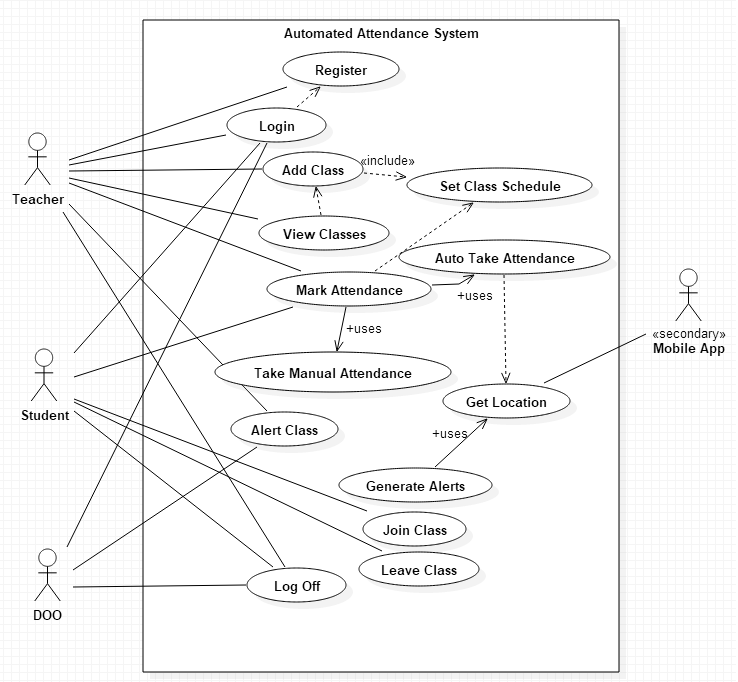 Automated Attendance System
Register
Login
Teacher
Add Class
«include»
Set Class Schedule
View Classes
Auto Take Attendance
Mark Attendance
+uses
+uses
«secondary»
Mobile App
Take Manual Attendance
Student
Get Location
Alert Class
+uses
Generate Alerts
Join Class
Leave Class
Log Off
DOO